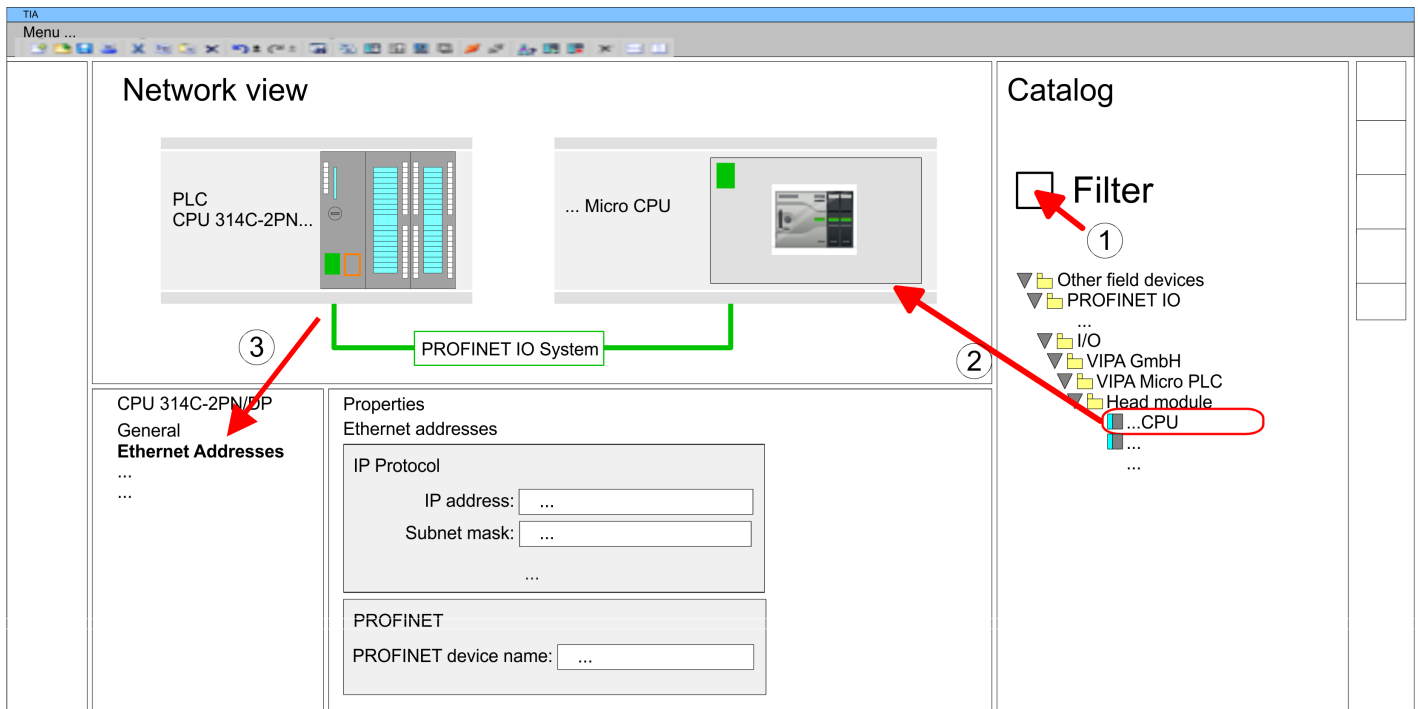 TIA
Menu ...
Network view
PLC
CPU 314C-2PN...
... Micro CPU
PROFINET IO System
3
2
Catalog
Filter
1
Other field devices
PROFINET IO
...
I/O
VIPA GmbH
VIPA Micro PLC
Head module
...CPU
...
...
CPU 314C-2PN/DP
General
Ethernet Addresses
...
...
Properties
Ethernet addresses
IP Protocol
IP address: ...
Subnet mask: ...
...
PROFINET
PROFINET device name: ...